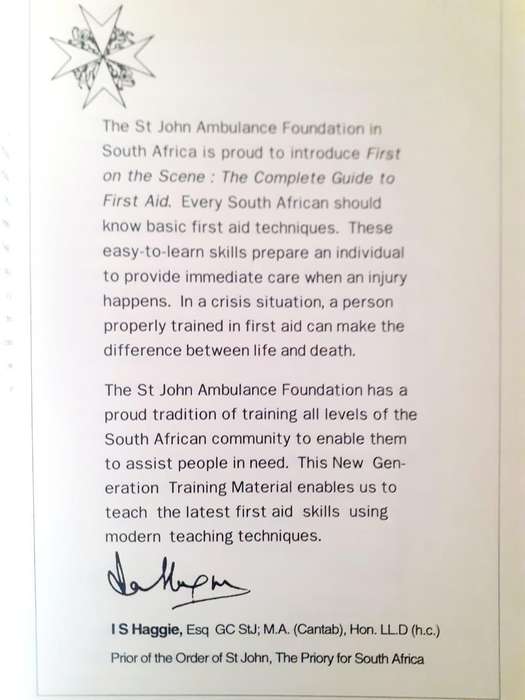 The St John Ambulance Foundation in
South Africa is proud to introduce First
on the Scene : The Complete Guide to
First Aid. Every South African should
know basic first aid techniques. These
easy-to-learn skills prepare an individual
to provide immediate care when an injury
happens. In a crisis situation, a person
properly trained in first aid can make the
difference between life and death.
The St John Ambulance Foundation has a
proud tradition of training all levels of the
South African community to enable them
to assist people in need. This New Gen-
eration Training Material enables us to
teach the latest first aid skills using
modern teaching techniques.
I S Haggie, Esq GC StJ; M.A. (Cantab), Hon. LL.D (h.c.)
Prior of the Order of St John, The Priory for South Africa